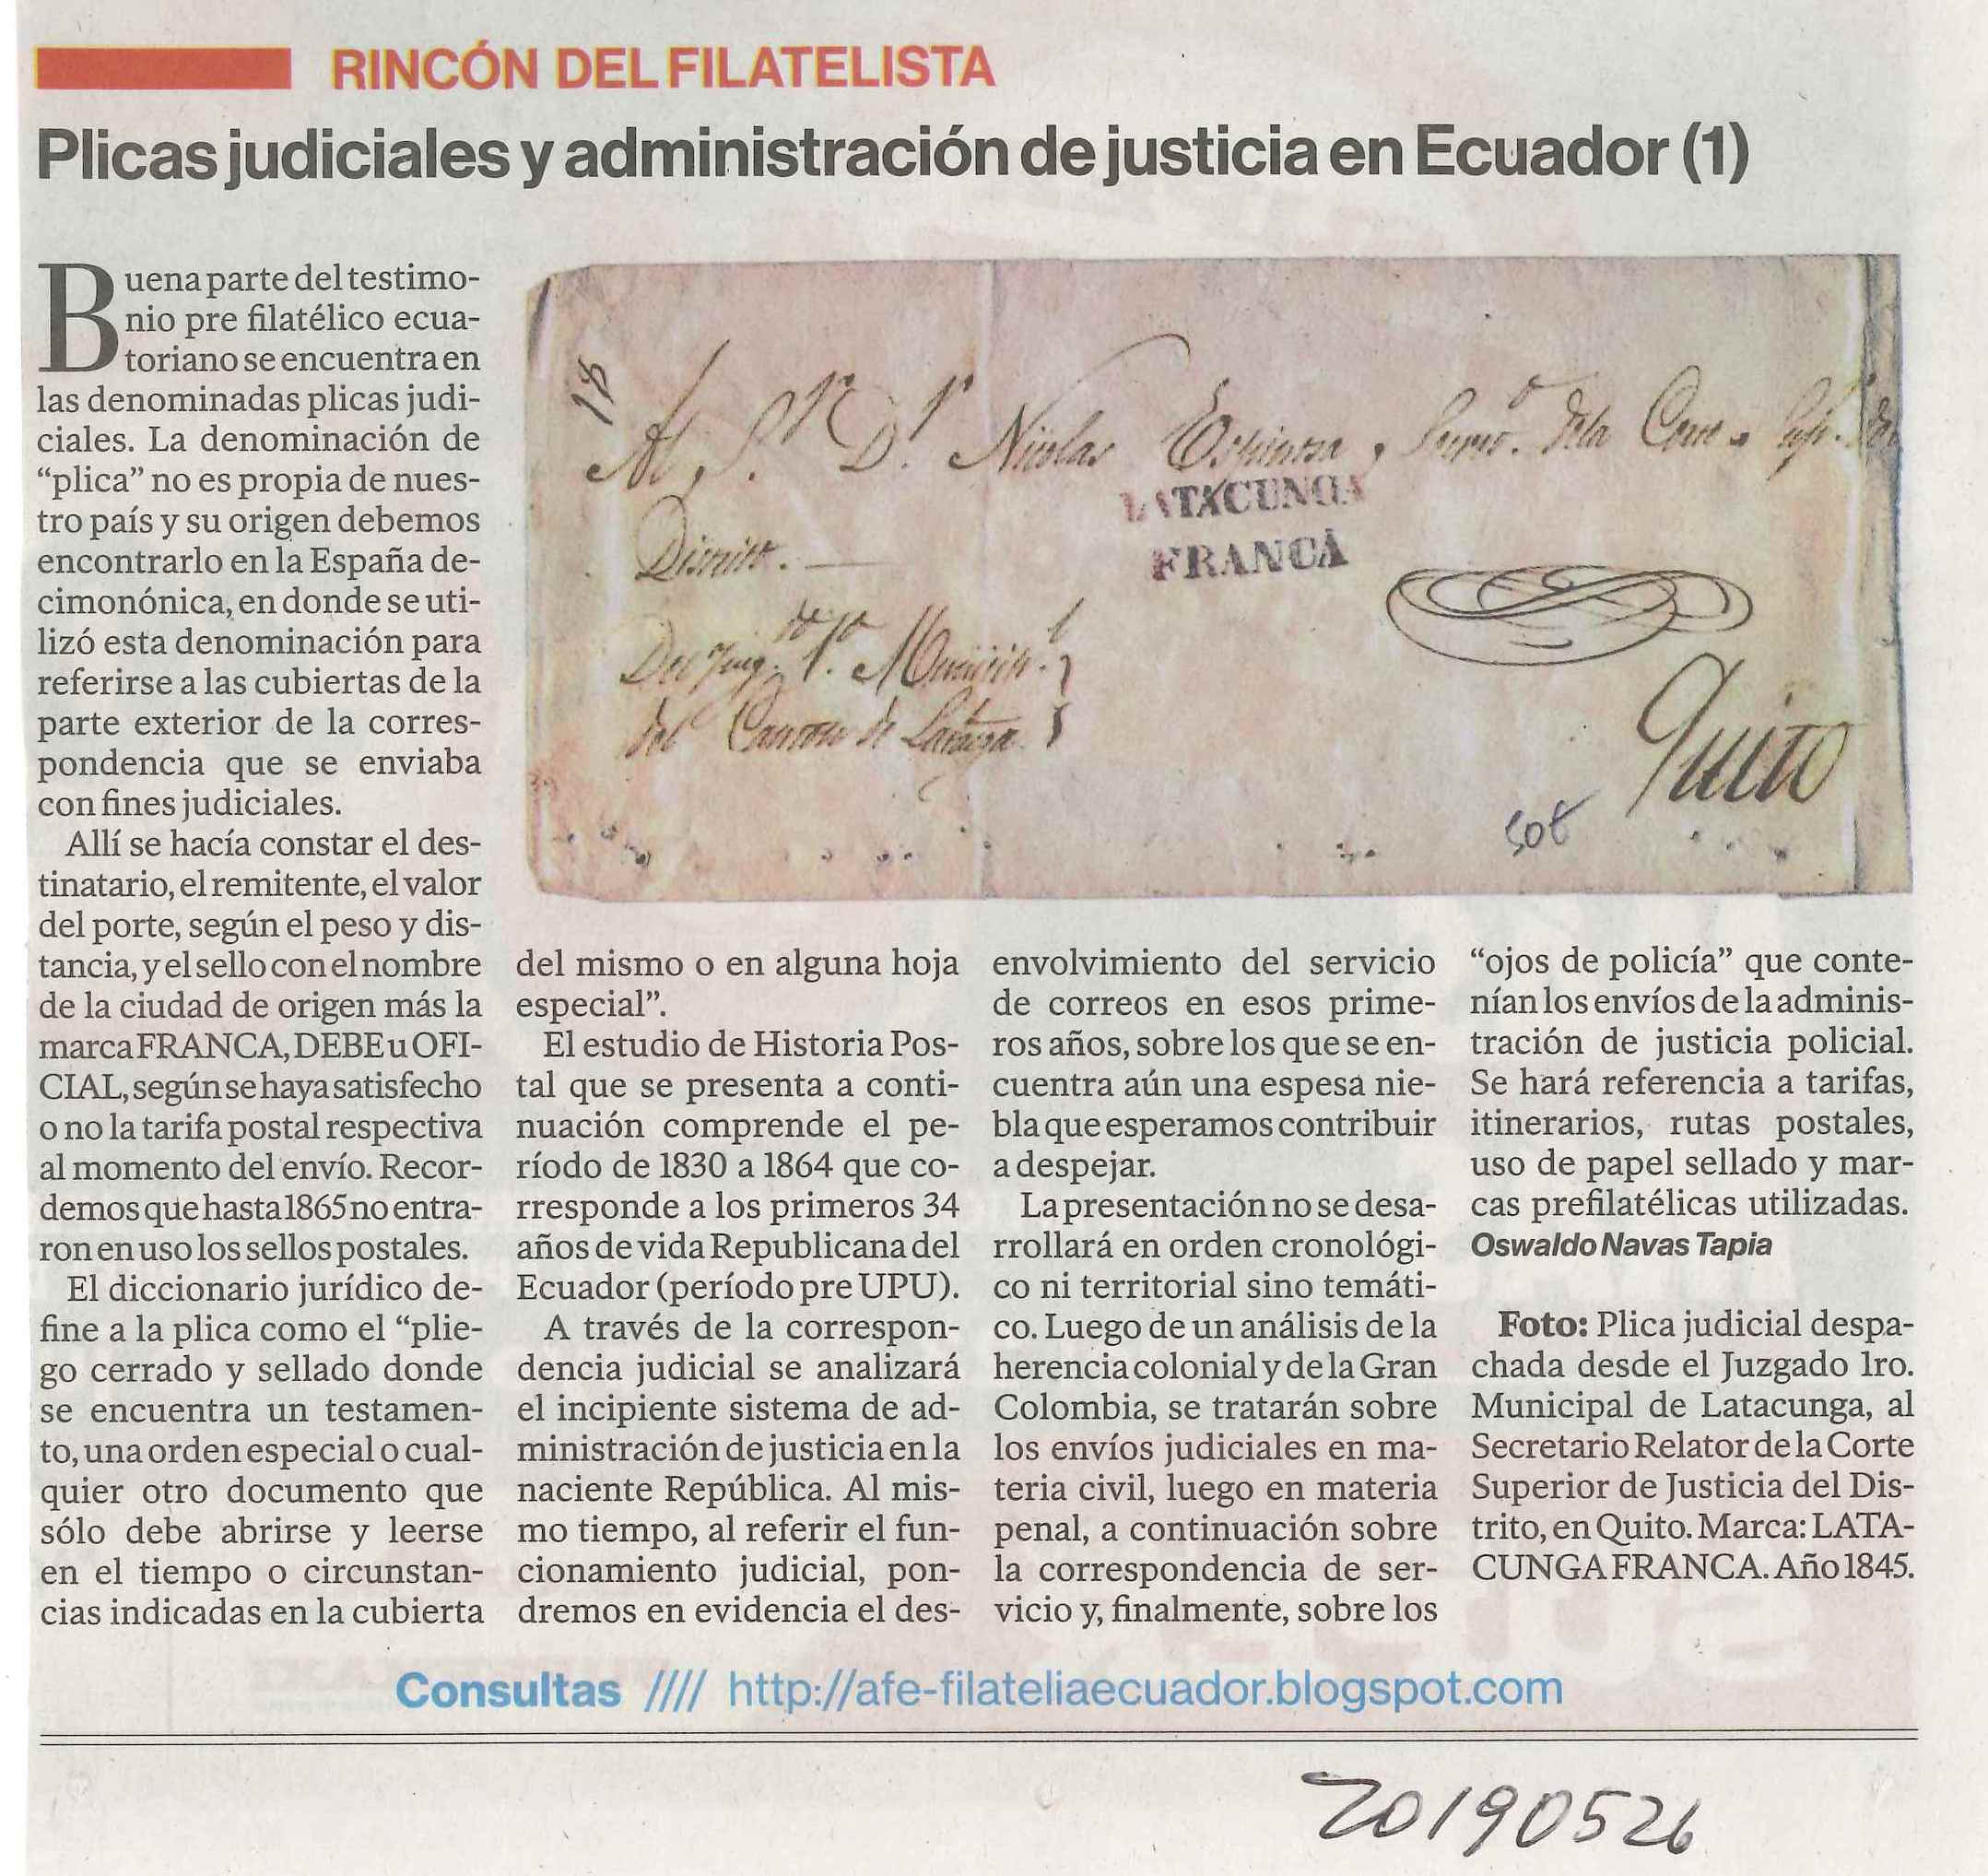 RINCÓN DEL FILATELISTA
Plicas judiciales y administración de justicia en Ecuador (1)
Buena parte del testimo-
nio pre filatélico ecua-
toriano se encuentra en
las denominadas plicas judi-
ciales. La denominación de
“plica” no es propia de nues-
tro país y su origen debemos
encontrarlo en la España de-
cimonónica, en donde se uti-
lizó esta denominación para
referirse a las cubiertas de la
parte exterior de la corres-
pondencia que se enviaba
con fines judiciales.
Allí se hacía constar el des-
tinatario, el remitente, el valor
del porte, según el peso y dis-
tancia, y el sello con el nombre
de la ciudad de origen más la
marca FRANCA, DEBE u OFI-
CIAL, según se haya satisfecho
o no la tarifa postal respectiva
al momento del envío. Recor-
demos que hasta 1865 no entra-
ron en uso los sellos postales.
El diccionario jurídico de-
fine a la plica como el “plie-
go cerrado y sellado donde
se encuentra un testamen-
to, una orden especial o cual-
quier otro documento que
sólo debe abrirse y leerse
en el tiempo o circunstan-
cias indicadas en la cubierta
18
Al Sr. Dr. Nicolas Espinosa, de la Corte
LATACUNGA
FRANCA
Quito
del Canton de
50¢
del mismo o en alguna hoja
especial”.
El estudio de Historia Pos-
tal que se presenta a conti-
nuación comprende el pe-
ríodo de 1830 a 1864 que co-
rresponde a los primeros 34
años de vida Republicana del
Ecuador (período pre UPU).
A través de la correspon-
dencia judicial se analizará
el incipiente sistema de ad-
ministración de justicia en la
naciente República. Al mis-
mo tiempo, al referir el fun-
cionamiento judicial, pon-
dremos en evidencia el des-
envolvimiento del servicio
de correos en esos prime-
ros años, sobre los que se en-
cuentra aún una espesa nie-
bla que esperamos contribuir
a despejar.
La presentación no se desa-
rrollará en orden cronológi-
co ni territorial sino temáti-
co. Luego de un análisis de la
herencia colonial y de la Gran
Colombia, se tratarán sobre
los envíos judiciales en ma-
teria civil, luego en materia
penal, a continuación sobre
la correspondencia de ser-
vicio y, finalmente, sobre los
“ojos de policía” que conte-
nían los envíos de la adminis-
tración de justicia policial.
Se hará referencia a tarifas,
itinerarios, rutas postales,
uso de papel sellado y mar-
cas prefilatélicas utilizadas.
Oswaldo Navas Tapia
Foto: Plica judicial despa-
chada desde el Juzgado 1ro.
Municipal de Latacunga, al
Secretario Relator de la Corte
Superior de Justicia del Dis-
trito, en Quito. Marca: LATA-
CUNGA FRANCA. Año 1845.
Consultas //// http://afe-filateliaecuador.blogspot.com
20190526